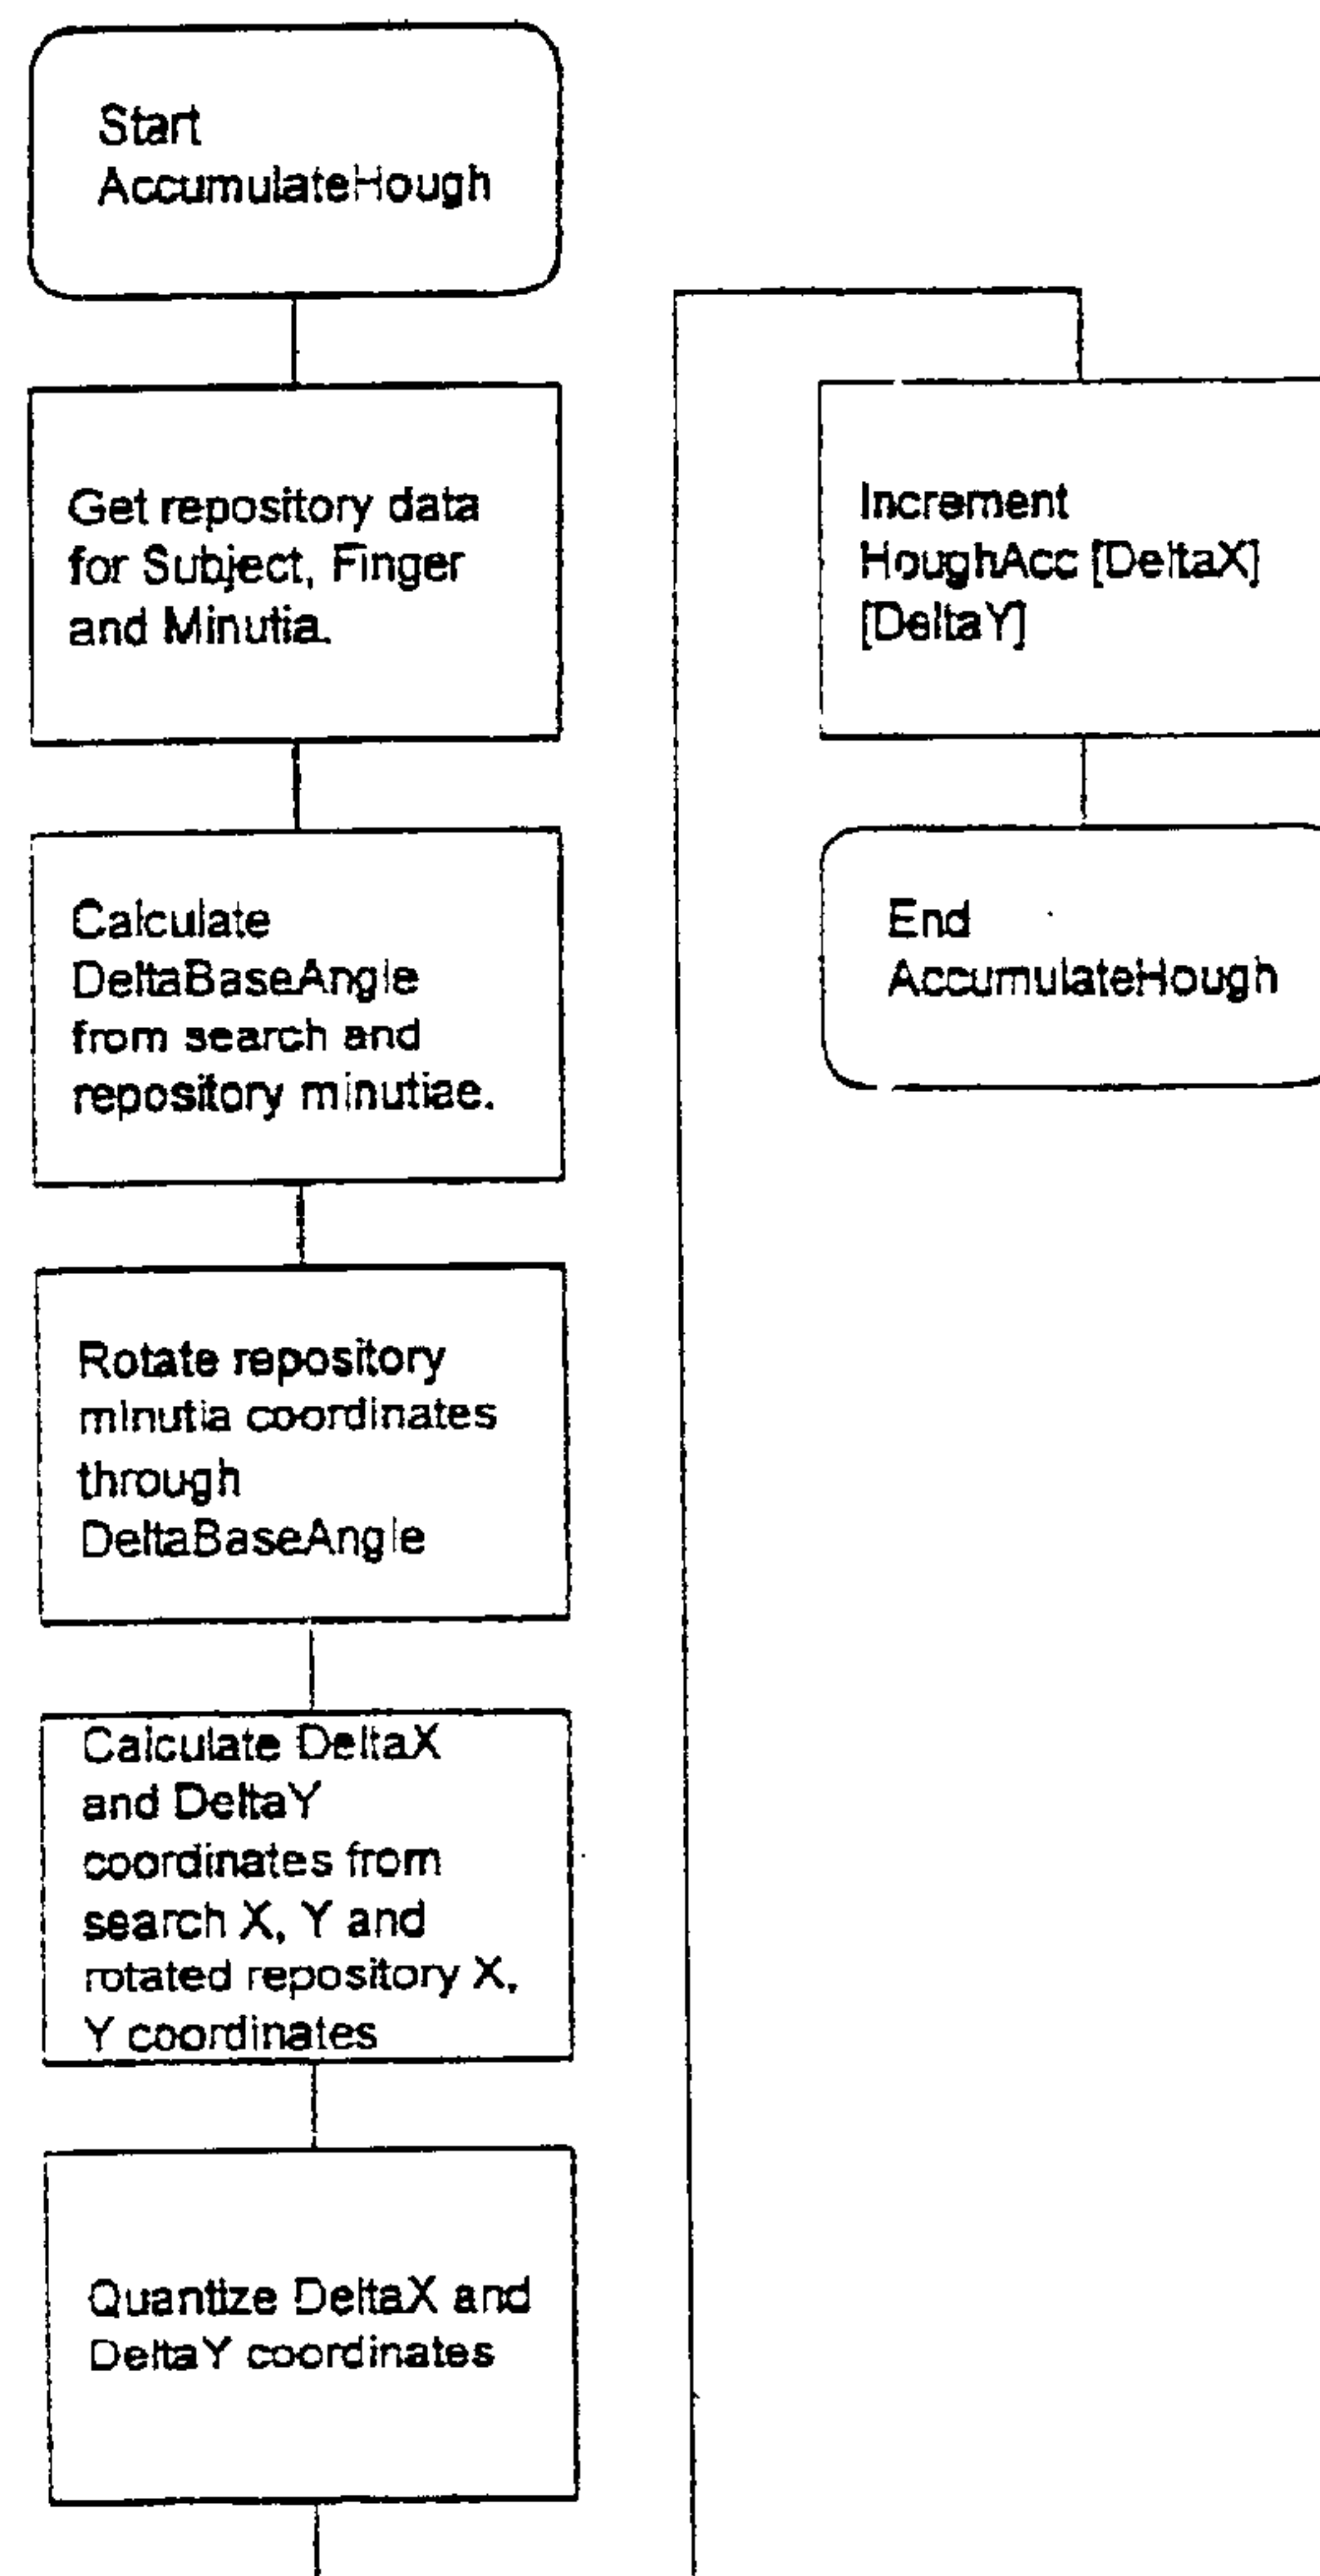 Start
AccumulateHough
Get repository data
for Subject, Finger
and Minutia.
Calculate
DeltaBaseAngle
from search and
repository minutiae.
Rotate repository
minutia coordinates
through
DeltaBaseAngle
Calculate DeltaX
and DeltaY
coordinates from
search X, Y and
rotated repository X,
Y coordinates
Quantize DeltaX and
DeltaY coordinates
Increment
HoughAcc [DeltaX]
[DeltaY]
End
AccumulateHough